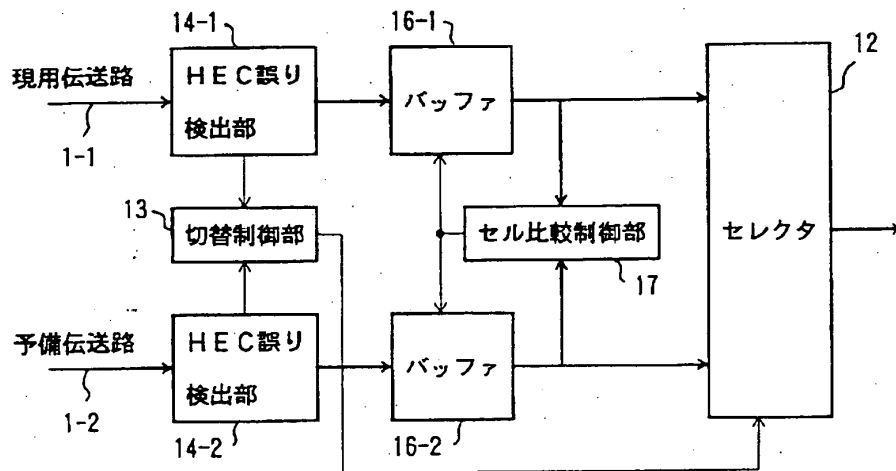 14-1
16-1
12
現用伝送路
HEC誤り
検出部
バッファ
1-1
13
切替制御部
セル比較制御部
セレクタ
17
予備伝送路
HEC誤り
検出部
バッファ
1-2
14-2
16-2